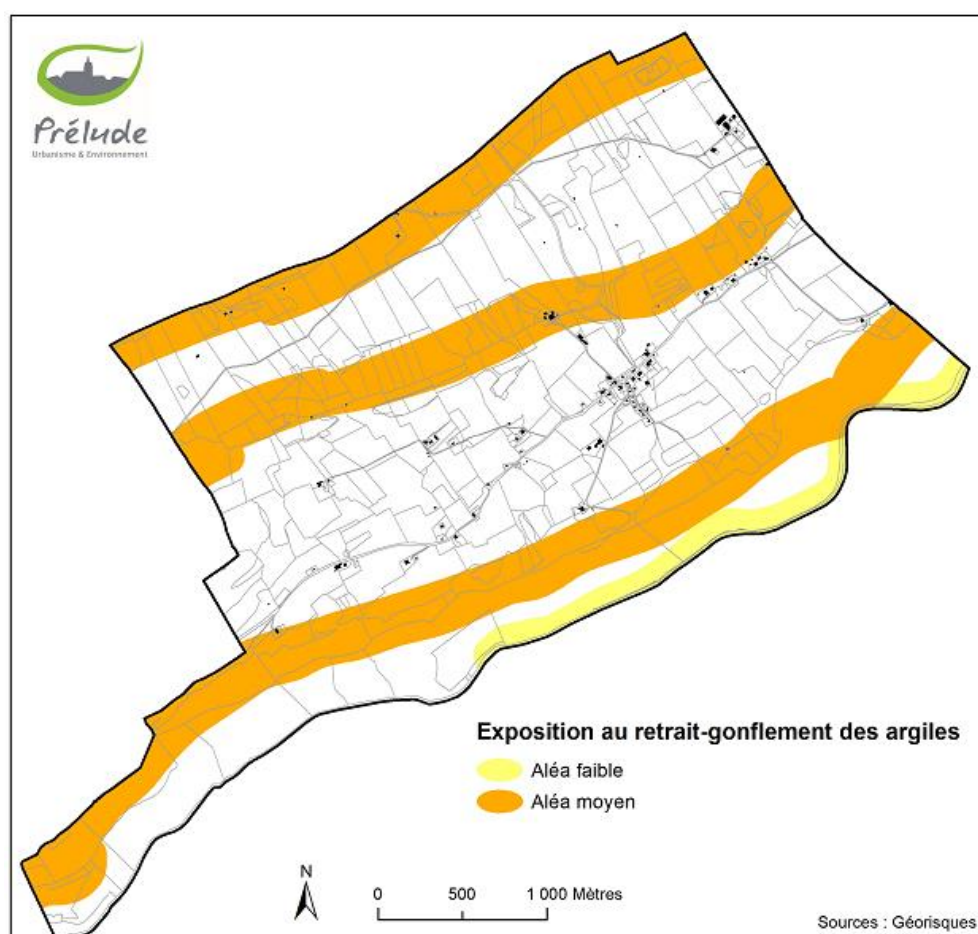 Prélude
Urbanisme & Environnement
Exposition au retrait-gonflement des argiles
Aléa faible
Aléa moyen
N
0 500 1 000 Mètres
Sources : Géorisques